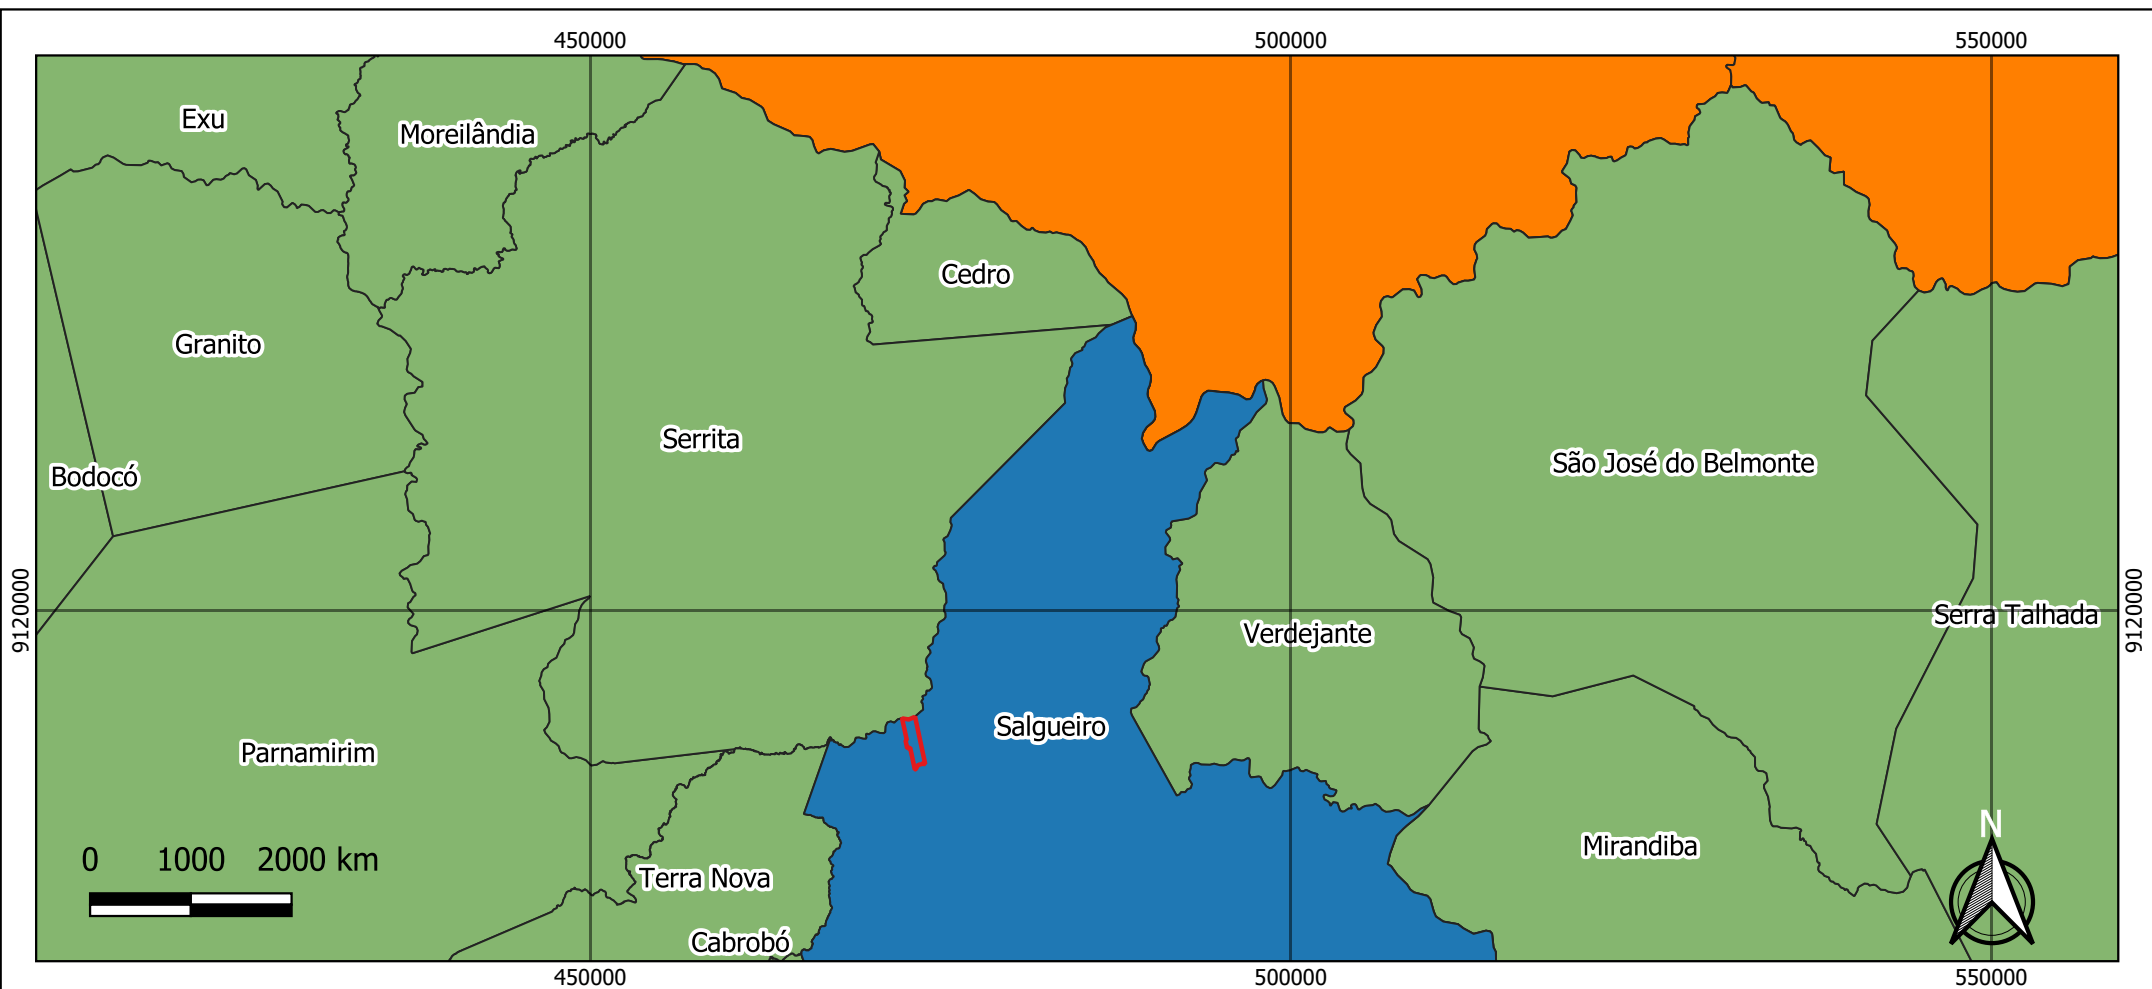 450000 500000 550000
Exu
Moreilândia
Cedro
Granito
Serrita
São José do Belmonte
Bodocó
9120000
9120000
Serra Talhada
Verdejante
Salgueiro
Parnamirim
N
Mirandiba
0 1000 2000 km
Terra Nova
Cabrobó
450000 500000 550000